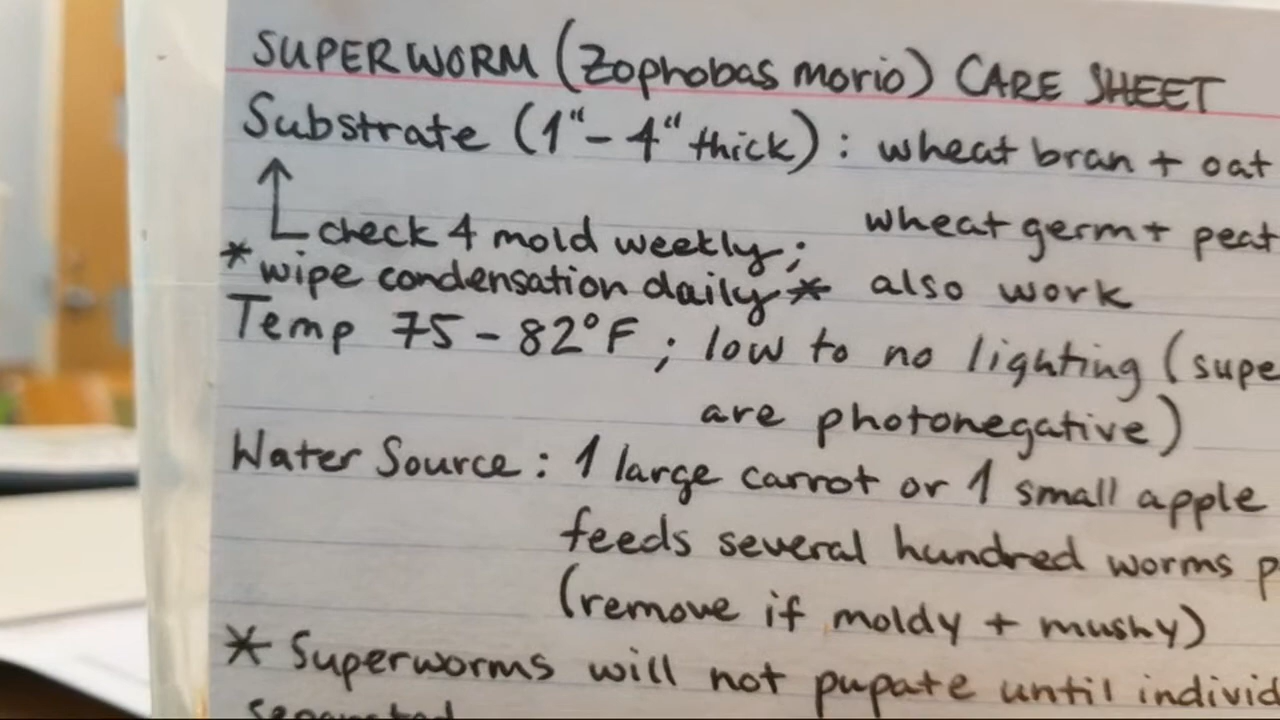 SUPERWORM (Zophobas morio) CARE SHEET
Substrate (1"-4" thick) : wheat bran + oat
wheat germ + peat
check 4 mold weekly;
*wipe condensation daily* also work
Temp 75-82°F ; low to no lighting (supe
are photonegative)
Water Source : 1 large carrot or 1 small apple
feeds several hundred worms p
(remove if moldy + mushy)
* Superworms will not pupate until individ
separated